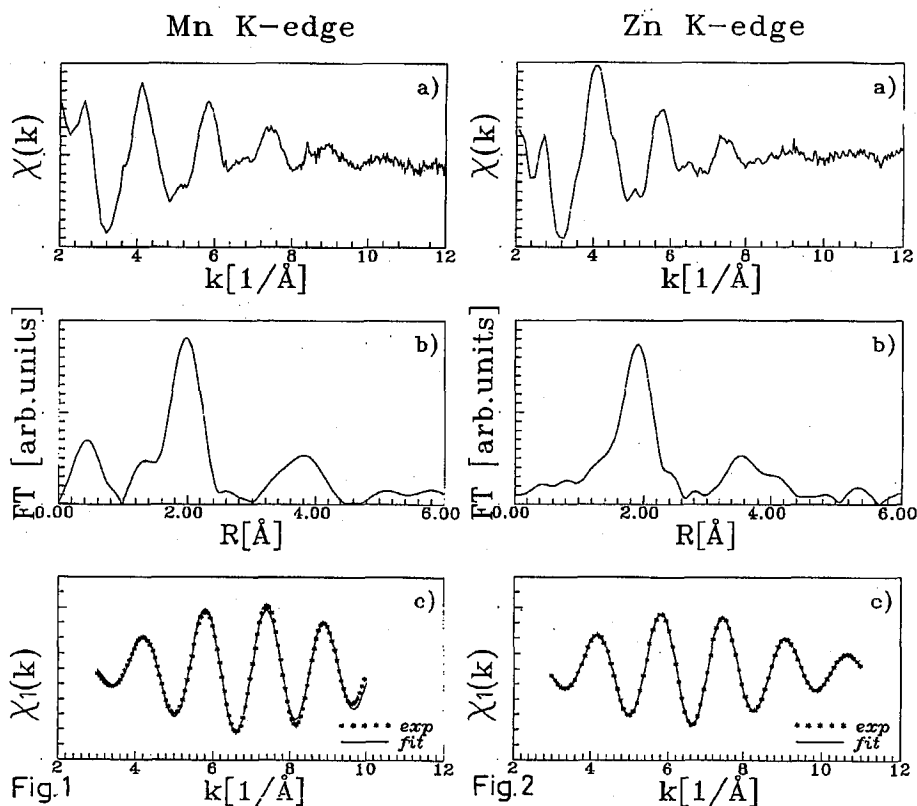 Mn K-edge
Zn K-edge
a)
χ(k)
2 4 6 8 10 12
k[1/Å]
a)
χ(k)
2 4 6 8 10 12
k[1/Å]
b)
FT [arb.units]
0.00 2.00 4.00 6.00
R[Å]
b)
FT [arb.units]
0.00 2.00 4.00 6.00
R[Å]
c)
χ1(k)
exp
fit
2 4 6 8 10 12
k[1/Å]
Fig.1
c)
χ1(k)
exp
fit
2 4 6 8 10 12
k[1/Å]
Fig.2